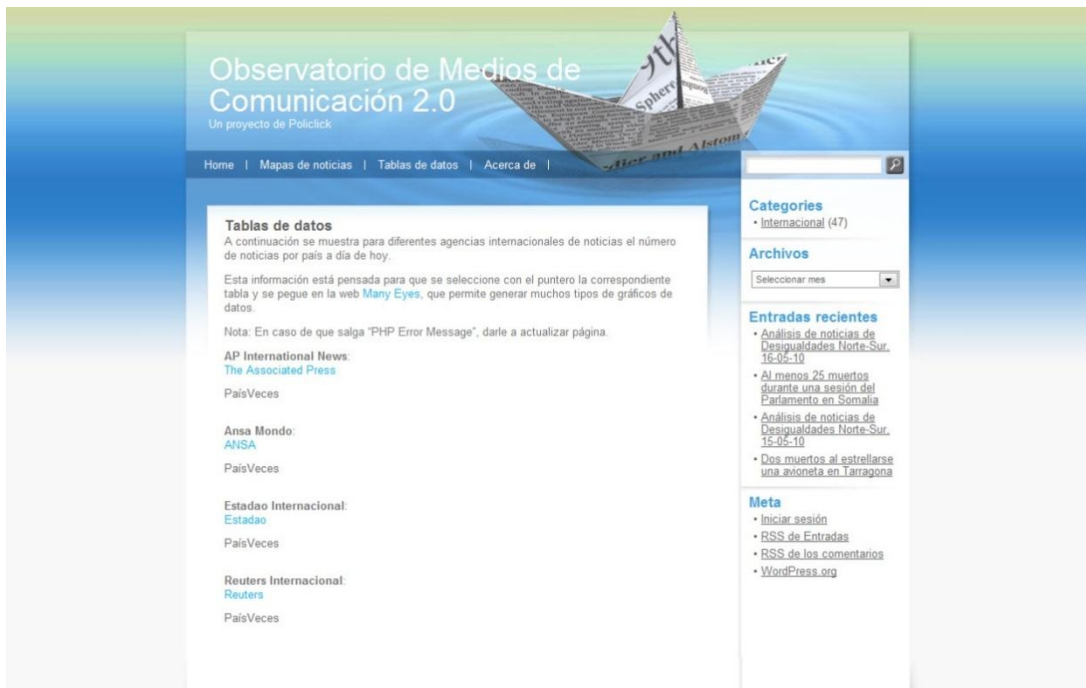 Observatorio de Medios de
Comunicación 2.0
Un proyecto de Policlick
Home | Mapas de noticias | Tablas de datos | Acerca de |
Tablas de datos
A continuación se muestra para diferentes agencias internacionales de noticias el número
de noticias por país a día de hoy.
Esta información está pensada para que se seleccione con el puntero la correspondiente
tabla y se pegue en la web Many Eyes, que permite generar muchos tipos de gráficos de
datos.
Nota: En caso de que salga "PHP Error Message", darle a actualizar página.
AP International News:
The Associated Press
PaísVeces
Ansa Mondo:
ANSA
PaísVeces
Estadao Internacional:
Estadao
PaísVeces
Reuters Internacional:
Reuters
PaísVeces
Categories
• Internacional (47)
Archivos
Seleccionar mes
Entradas recientes
• Análisis de noticias de
Desigualdades Norte-Sur.
16-05-10
• Al menos 25 muertos
durante una sesión del
Parlamento en Somalia
• Análisis de noticias de
Desigualdades Norte-Sur.
15-05-10
• Dos muertos al estrellarse
una avioneta en Tarragona
Meta
• Iniciar sesión
• RSS de Entradas
• RSS de los comentarios
• WordPress.org
Sphere
and Alstom